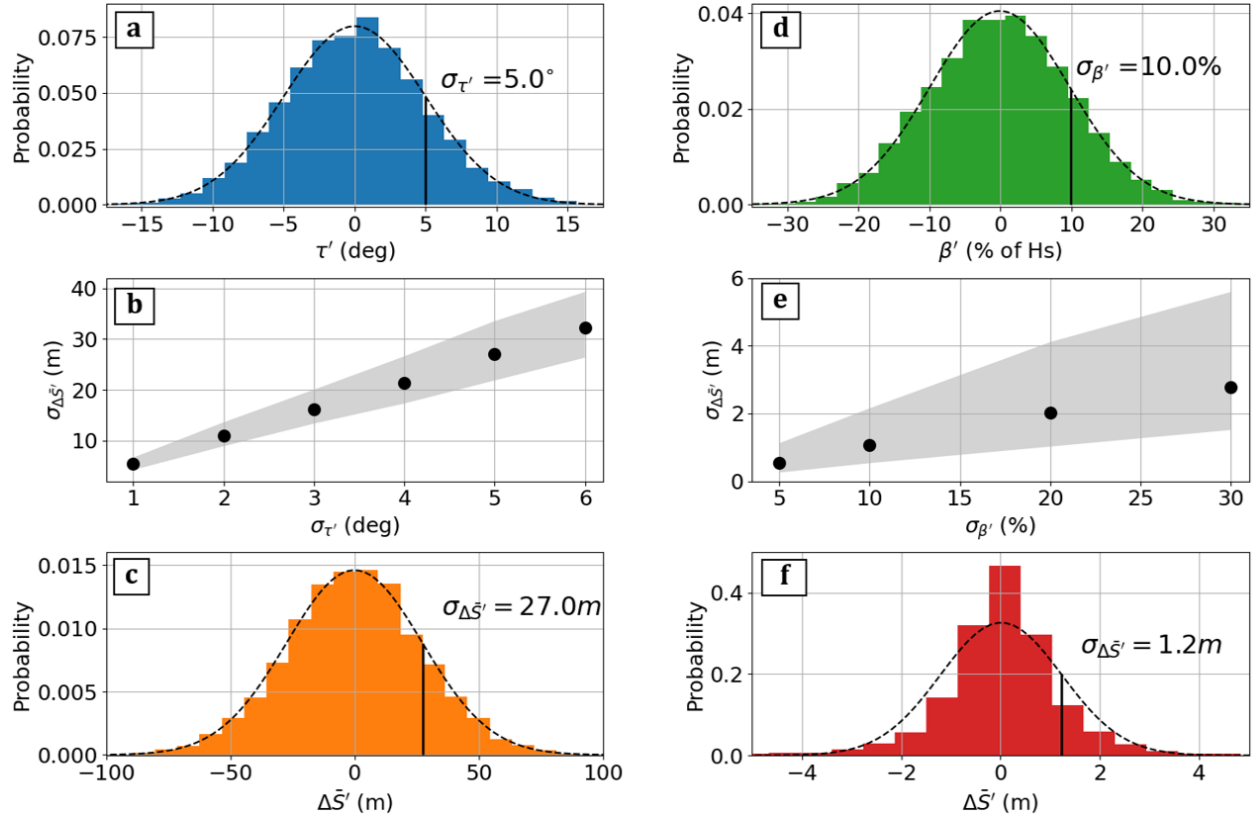 a
σ_τ′ = 5.0°
Probability
0.075
0.050
0.025
0.000
−15 −10 −5 0 5 10 15
τ′ (deg)
d
σ_β′ = 10.0%
Probability
0.04
0.02
0.00
−30 −20 −10 0 10 20 30
β′ (% of Hs)
b
σ_ΔS̄′ (m)
40
30
20
10
1 2 3 4 5 6
σ_τ′ (deg)
e
σ_ΔS̄′ (m)
6
4
2
0
5 10 15 20 25 30
σ_β′ (%)
c
σ_ΔS̄′ = 27.0m
Probability
0.015
0.010
0.005
0.000
−100 −50 0 50 100
ΔS̄′ (m)
f
σ_ΔS̄′ = 1.2m
Probability
0.4
0.2
0.0
−4 −2 0 2 4
ΔS̄′ (m)